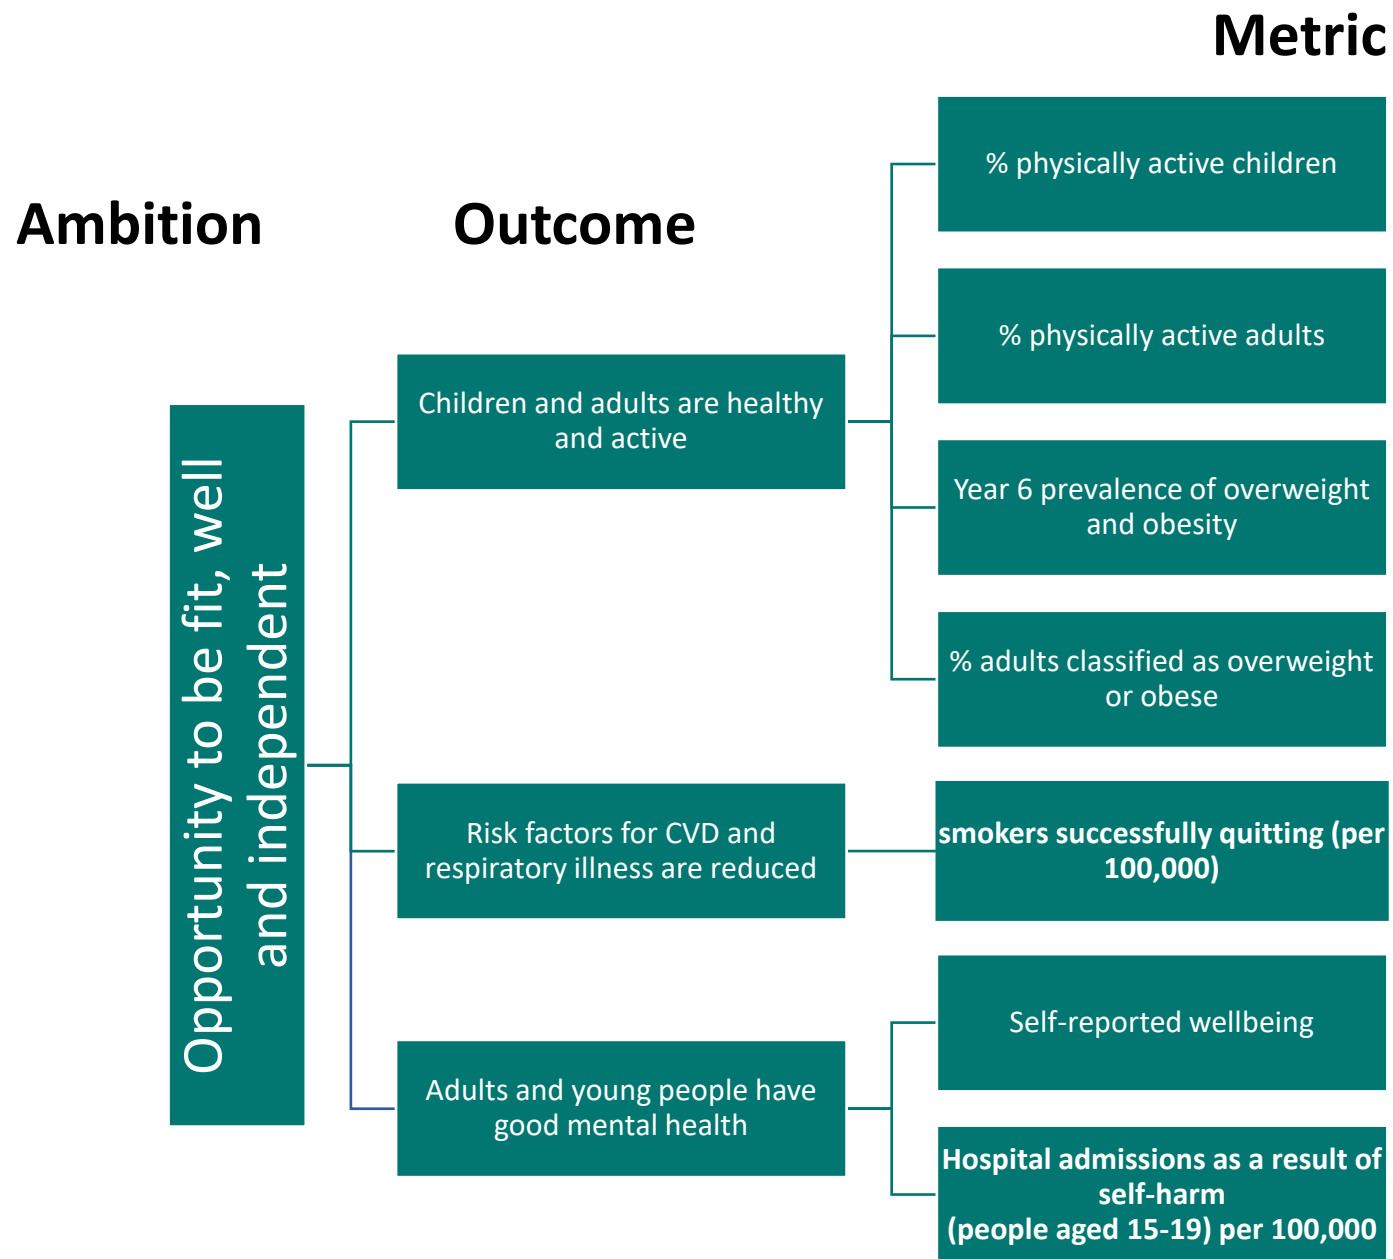 Metric
Ambition
Outcome
Opportunity to be fit, well
and independent
Children and adults are healthy
and active
% physically active children
% physically active adults
Year 6 prevalence of overweight
and obesity
% adults classified as overweight
or obese
Risk factors for CVD and
respiratory illness are reduced
smokers successfully quitting (per
100,000)
Adults and young people have
good mental health
Self-reported wellbeing
Hospital admissions as a result of
self-harm
(people aged 15-19) per 100,000